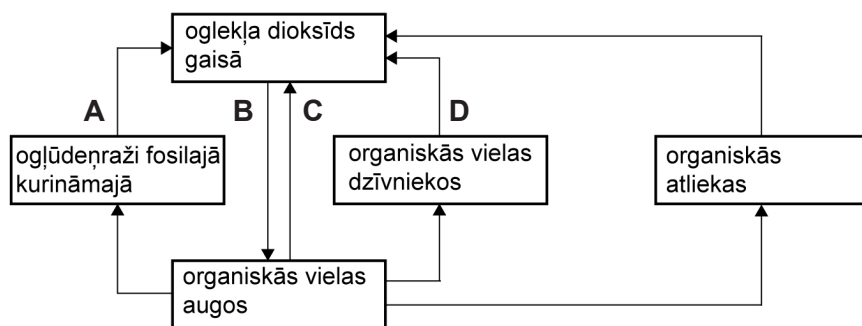 oglekļa dioksīds
gaisā
A
B
C
D
ogļūdeņraži fosilajā
kurināmajā
organiskās vielas
dzīvniekos
organiskās
atliekas
organiskās vielas
augos